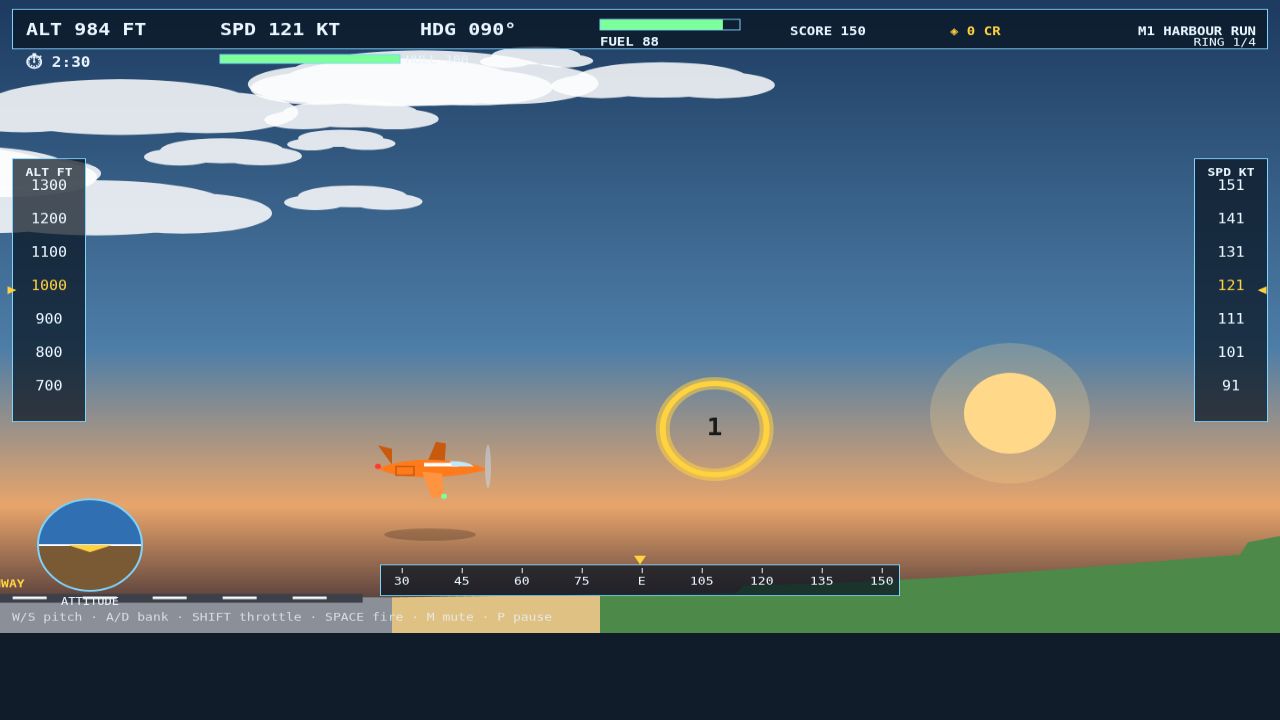 ALT 984 FT SPD 121 KT HDG 090° FUEL 88 SCORE 150 ◈ 0 CR M1 HARBOUR RUN
RING 1/4
⏱ 2:30
ALT FT
1300
1200
1100
1000
900
800
700
SPD KT
151
141
131
121
111
101
91
1
30 45 60 75 E 105 120 135 150
WAY
ATTITUDE
W/S pitch · A/D bank · SHIFT throttle · SPACE fire · M mute · P pause